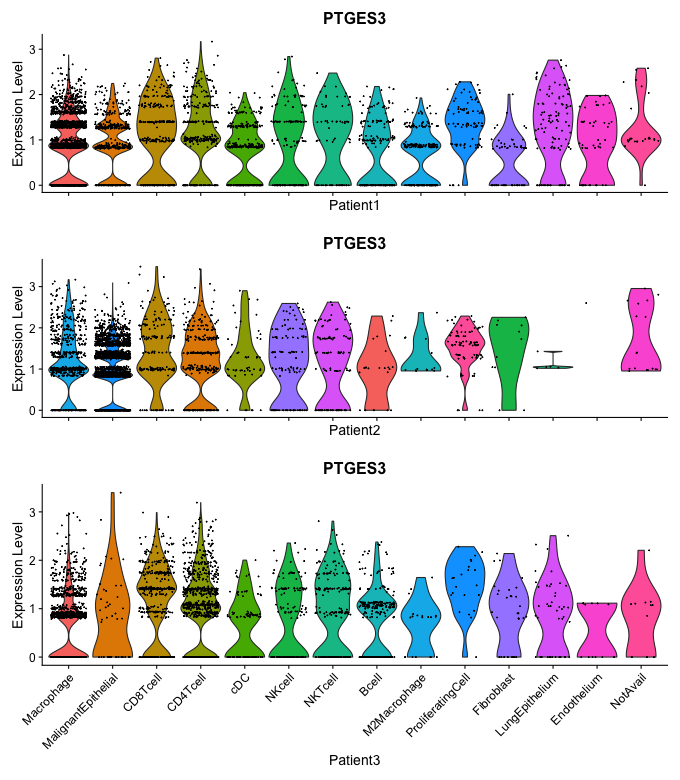 PTGES3
Expression Level
3
2
1
0
Patient1
PTGES3
Expression Level
3
2
1
0
Patient2
PTGES3
Expression Level
3
2
1
0
Macrophage
MalignantEpithelial
CD8Tcell
CD4Tcell
cDC
NKcell
NKTcell
Bcell
M2Macrophage
ProliferatingCell
Fibroblast
LungEpithelium
Endothelium
NotAvail
Patient3